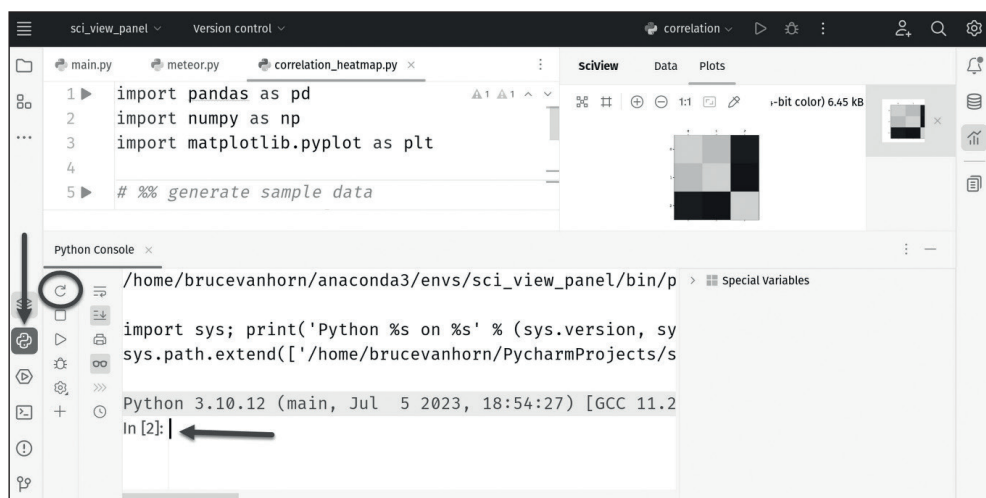 sci_view_panel
Version control
correlation
main.py
meteor.py
correlation_heatmap.py
1 import pandas as pd
1 1
2 import numpy as np
3 import matplotlib.pyplot as plt
4
5 # %% generate sample data
SciView Data Plots
1:1
-bit color) 6.45 kB
Python Console
/home/brucevanhorn/anaconda3/envs/sci_view_panel/bin/p
Special Variables
import sys; print('Python %s on %s' % (sys.version, sy
sys.path.extend(['/home/brucevanhorn/PycharmProjects/s
Python 3.10.12 (main, Jul  5 2023, 18:54:27) [GCC 11.2
In [2]: